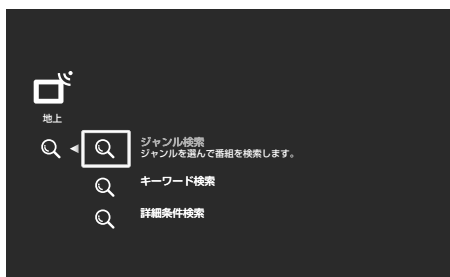 地上
ジャンル検索
ジャンルを選んで番組を検索します。
キーワード検索
詳細条件検索